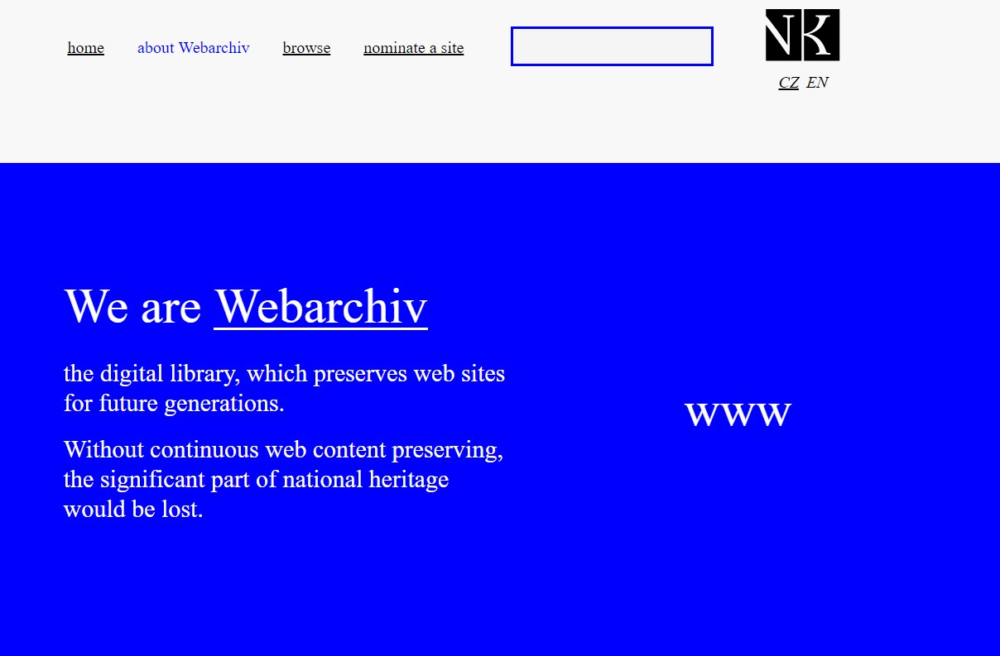 home about Webarchiv browse nominate a site
NK
CZ EN
We are Webarchiv
the digital library, which preserves web sites
for future generations.
www
Without continuous web content preserving,
the significant part of national heritage
would be lost.